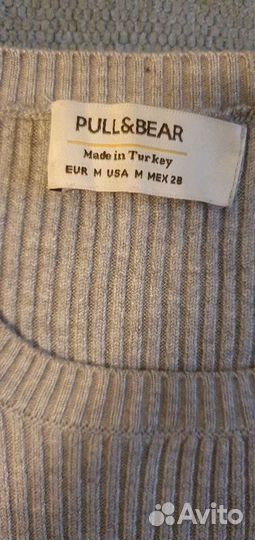 PULL&BEAR
Made in Turkey
EUR M USA M MEX 28
Avito